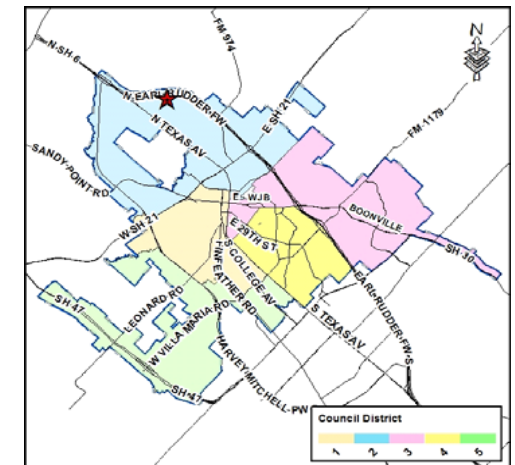 FM 974
N
N-SH-6
N-EARL-RUDDER-FW
E SH 21
FM-1179
N TEXAS AV
SANDY-POINT-RD
E WJB
BOONVILLE
W-SH 21
E 29TH ST
SH-30
S COLLEGE AV
FINFEATHER RD
LEONARD RD
SH 47
W VILLA MARIA RD
EARL-RUDDER-FW-S
S TEXAS AV
SH-47
HARVEY-MITCHELL-PW
Council District
1 2 3 4 5